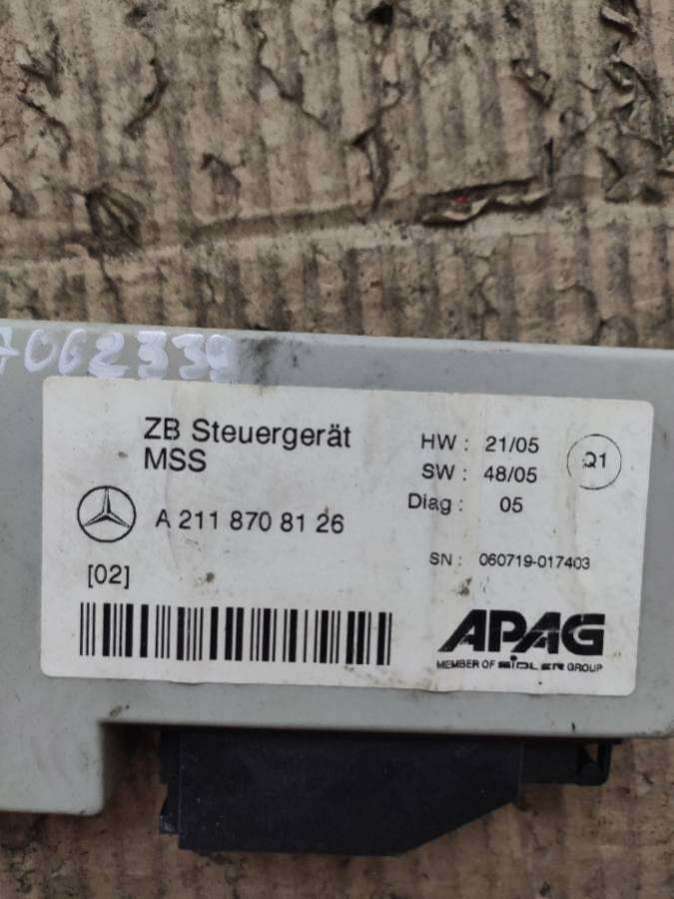 7062339
ZB Steuergerät
MSS
A 211 870 81 26
[02]
HW : 21/05
SW : 48/05
Diag : 05
Q1
SN : 060719-017403
APAG
MEMBER OF SIDLER GROUP